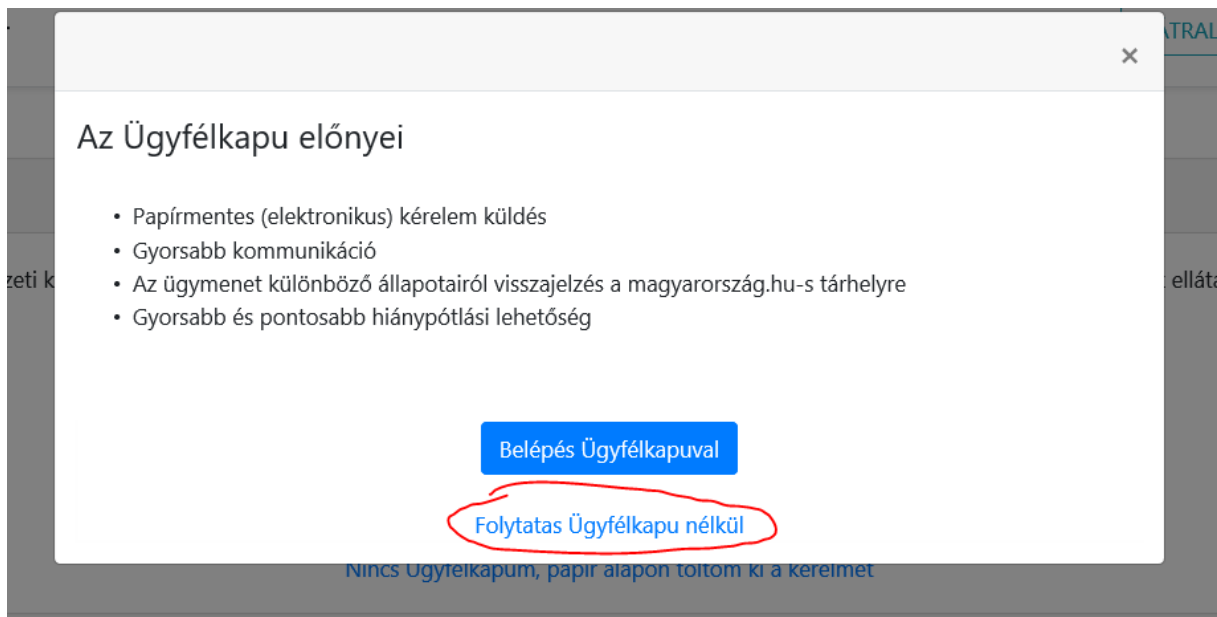 Az Ügyfélkapu előnyei
• Papírmentes (elektronikus) kérelem küldés
• Gyorsabb kommunikáció
• Az ügymenet különböző állapotairól visszajelzés a magyarország.hu-s tárhelyre
• Gyorsabb és pontosabb hiánypótlási lehetőség
Belépés Ügyfélkapuval
Folytatas Ügyfélkapu nélkül
Nincs Ügyfélkapum, papír alapon töltöm ki a kérelmet